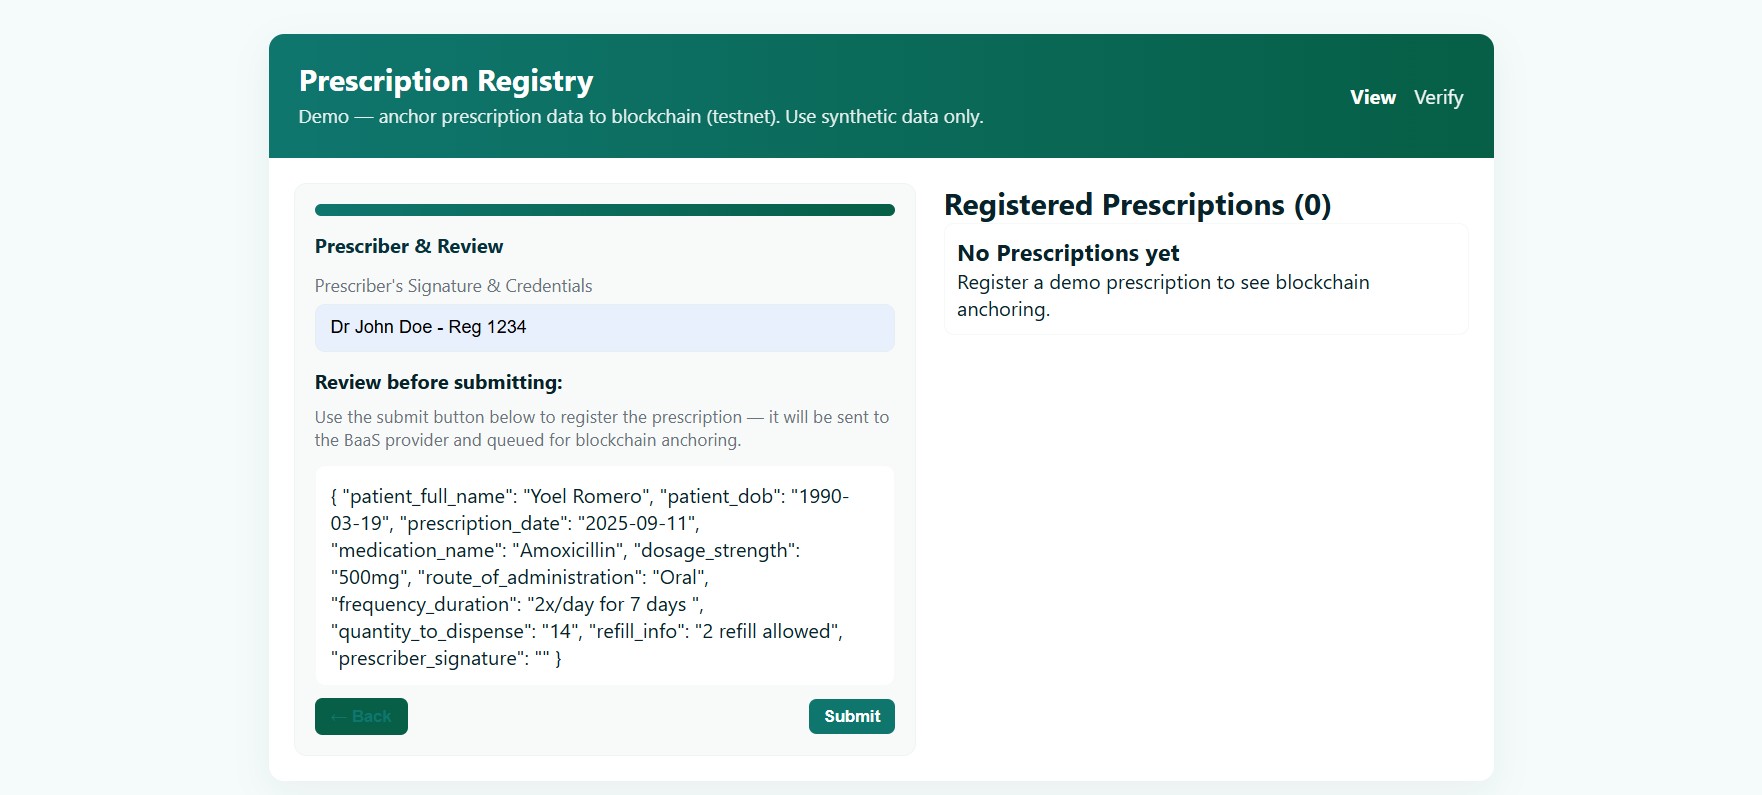 Prescription Registry
Demo — anchor prescription data to blockchain (testnet). Use synthetic data only.
View Verify
Prescriber & Review
Prescriber's Signature & Credentials
Dr John Doe - Reg 1234
Review before submitting:
Use the submit button below to register the prescription — it will be sent to
the BaaS provider and queued for blockchain anchoring.
{ "patient_full_name": "Yoel Romero", "patient_dob": "1990-
03-19", "prescription_date": "2025-09-11",
"medication_name": "Amoxicillin", "dosage_strength":
"500mg", "route_of_administration": "Oral",
"frequency_duration": "2x/day for 7 days ",
"quantity_to_dispense": "14", "refill_info": "2 refill allowed",
"prescriber_signature": "" }
← Back
Submit
Registered Prescriptions (0)
No Prescriptions yet
Register a demo prescription to see blockchain
anchoring.